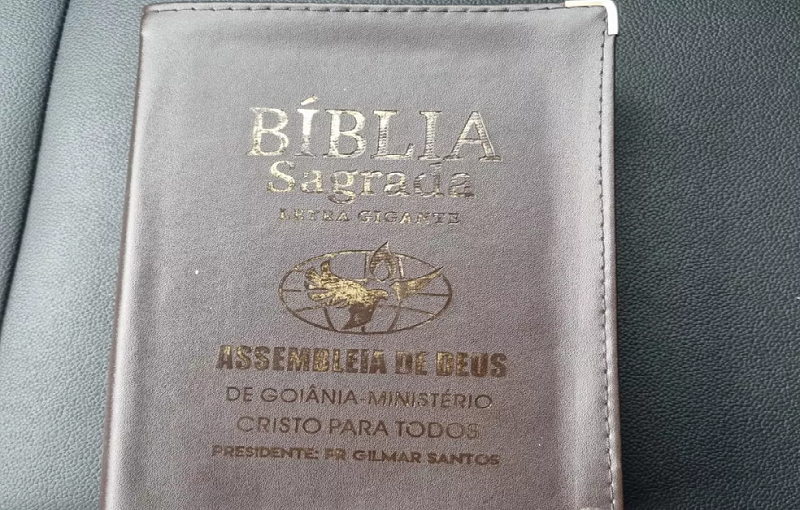 BÍBLIA
Sagrada
LETRA GIGANTE
ASSEMBLEIA DE DEUS
DE GOIÂNIA-MINISTÉRIO
CRISTO PARA TODOS
PRESIDENTE: PR GILMAR SANTOS